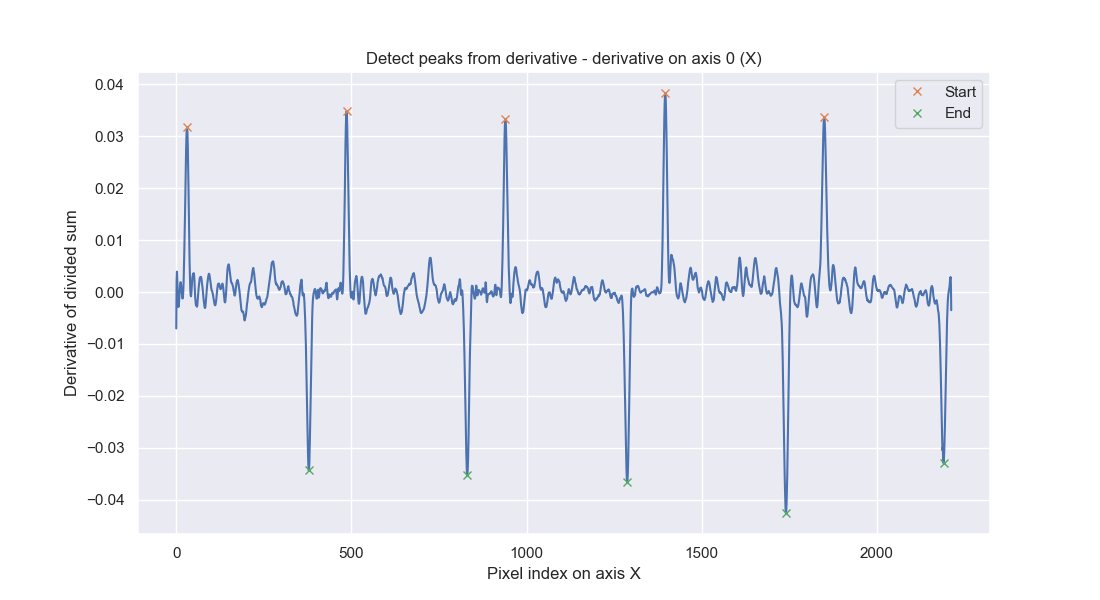 Detect peaks from derivative - derivative on axis 0 (X)
Start
End
0.04
0.03
0.02
0.01
0.00
−0.01
−0.02
−0.03
−0.04
Derivative of divided sum
0 500 1000 1500 2000
Pixel index on axis X